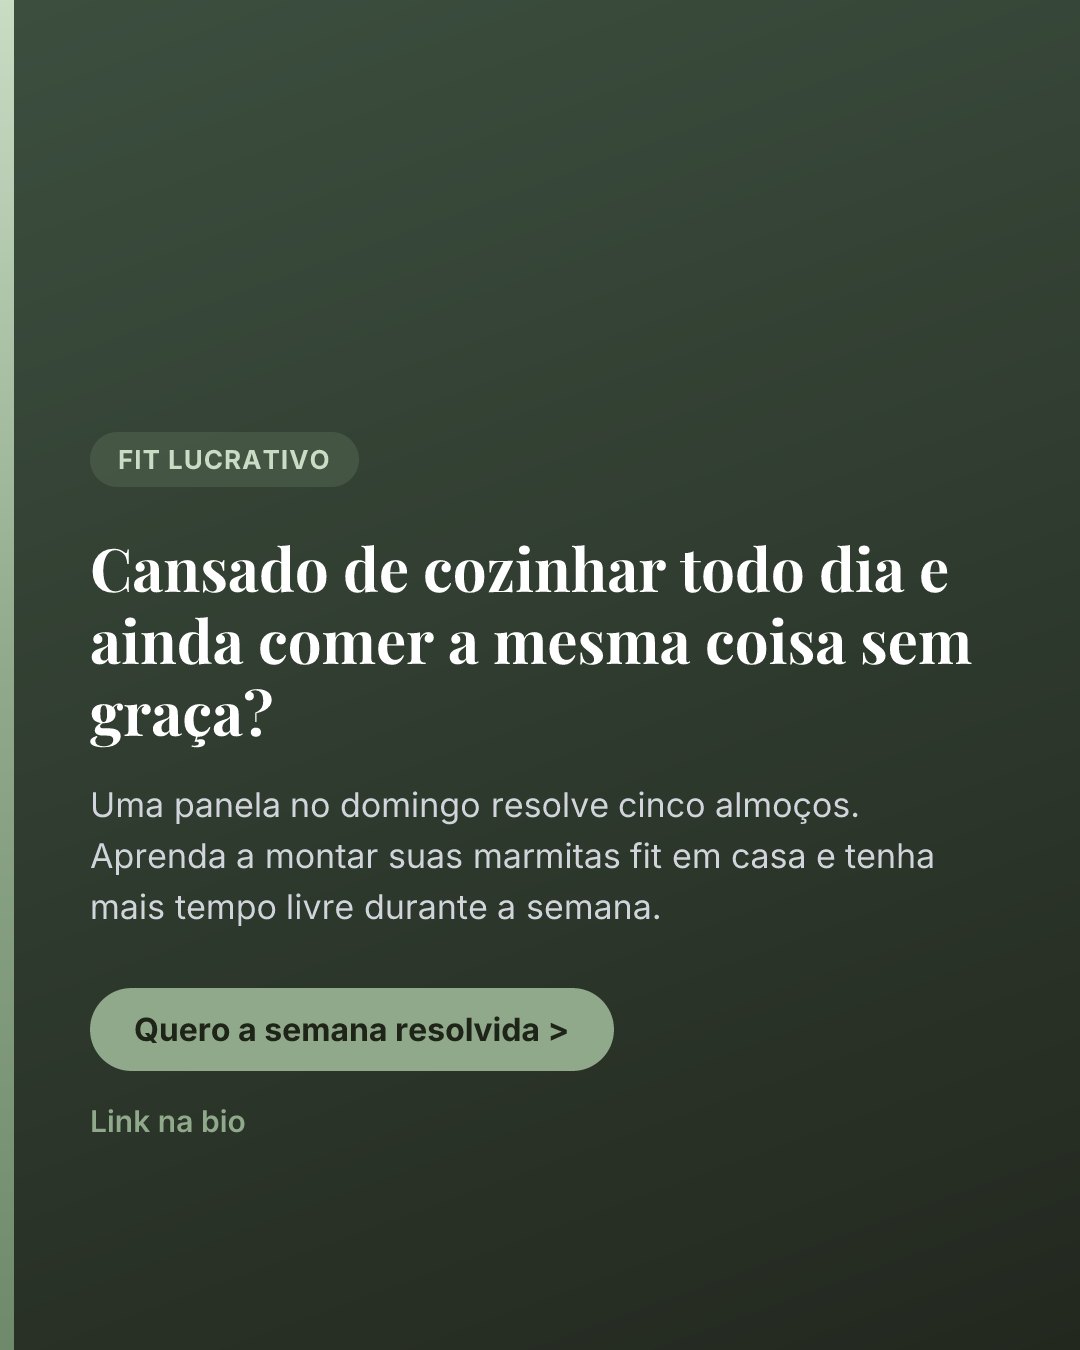 FIT LUCRATIVO
Cansado de cozinhar todo dia e
ainda comer a mesma coisa sem
graça?
Uma panela no domingo resolve cinco almoços.
Aprenda a montar suas marmitas fit em casa e tenha
mais tempo livre durante a semana.
Quero a semana resolvida >
Link na bio